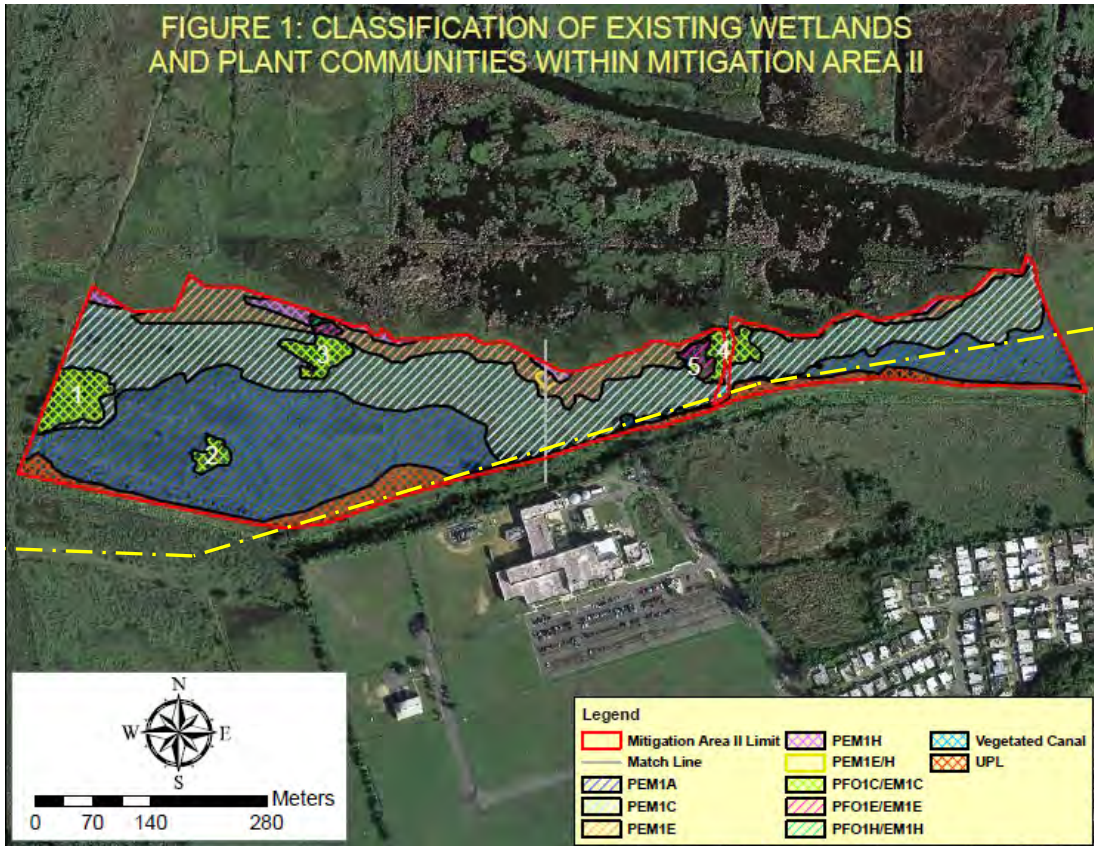 FIGURE 1: CLASSIFICATION OF EXISTING WETLANDS
AND PLANT COMMUNITIES WITHIN MITIGATION AREA II
1
3
2
5
4
N
W E
S
Meters
0 70 140 280
Legend
Mitigation Area II Limit
Match Line
PEM1A
PEM1C
PEM1E
PEM1H
PEM1E/H
PFO1C/EM1C
PFO1E/EM1E
PFO1H/EM1H
Vegetated Canal
UPL